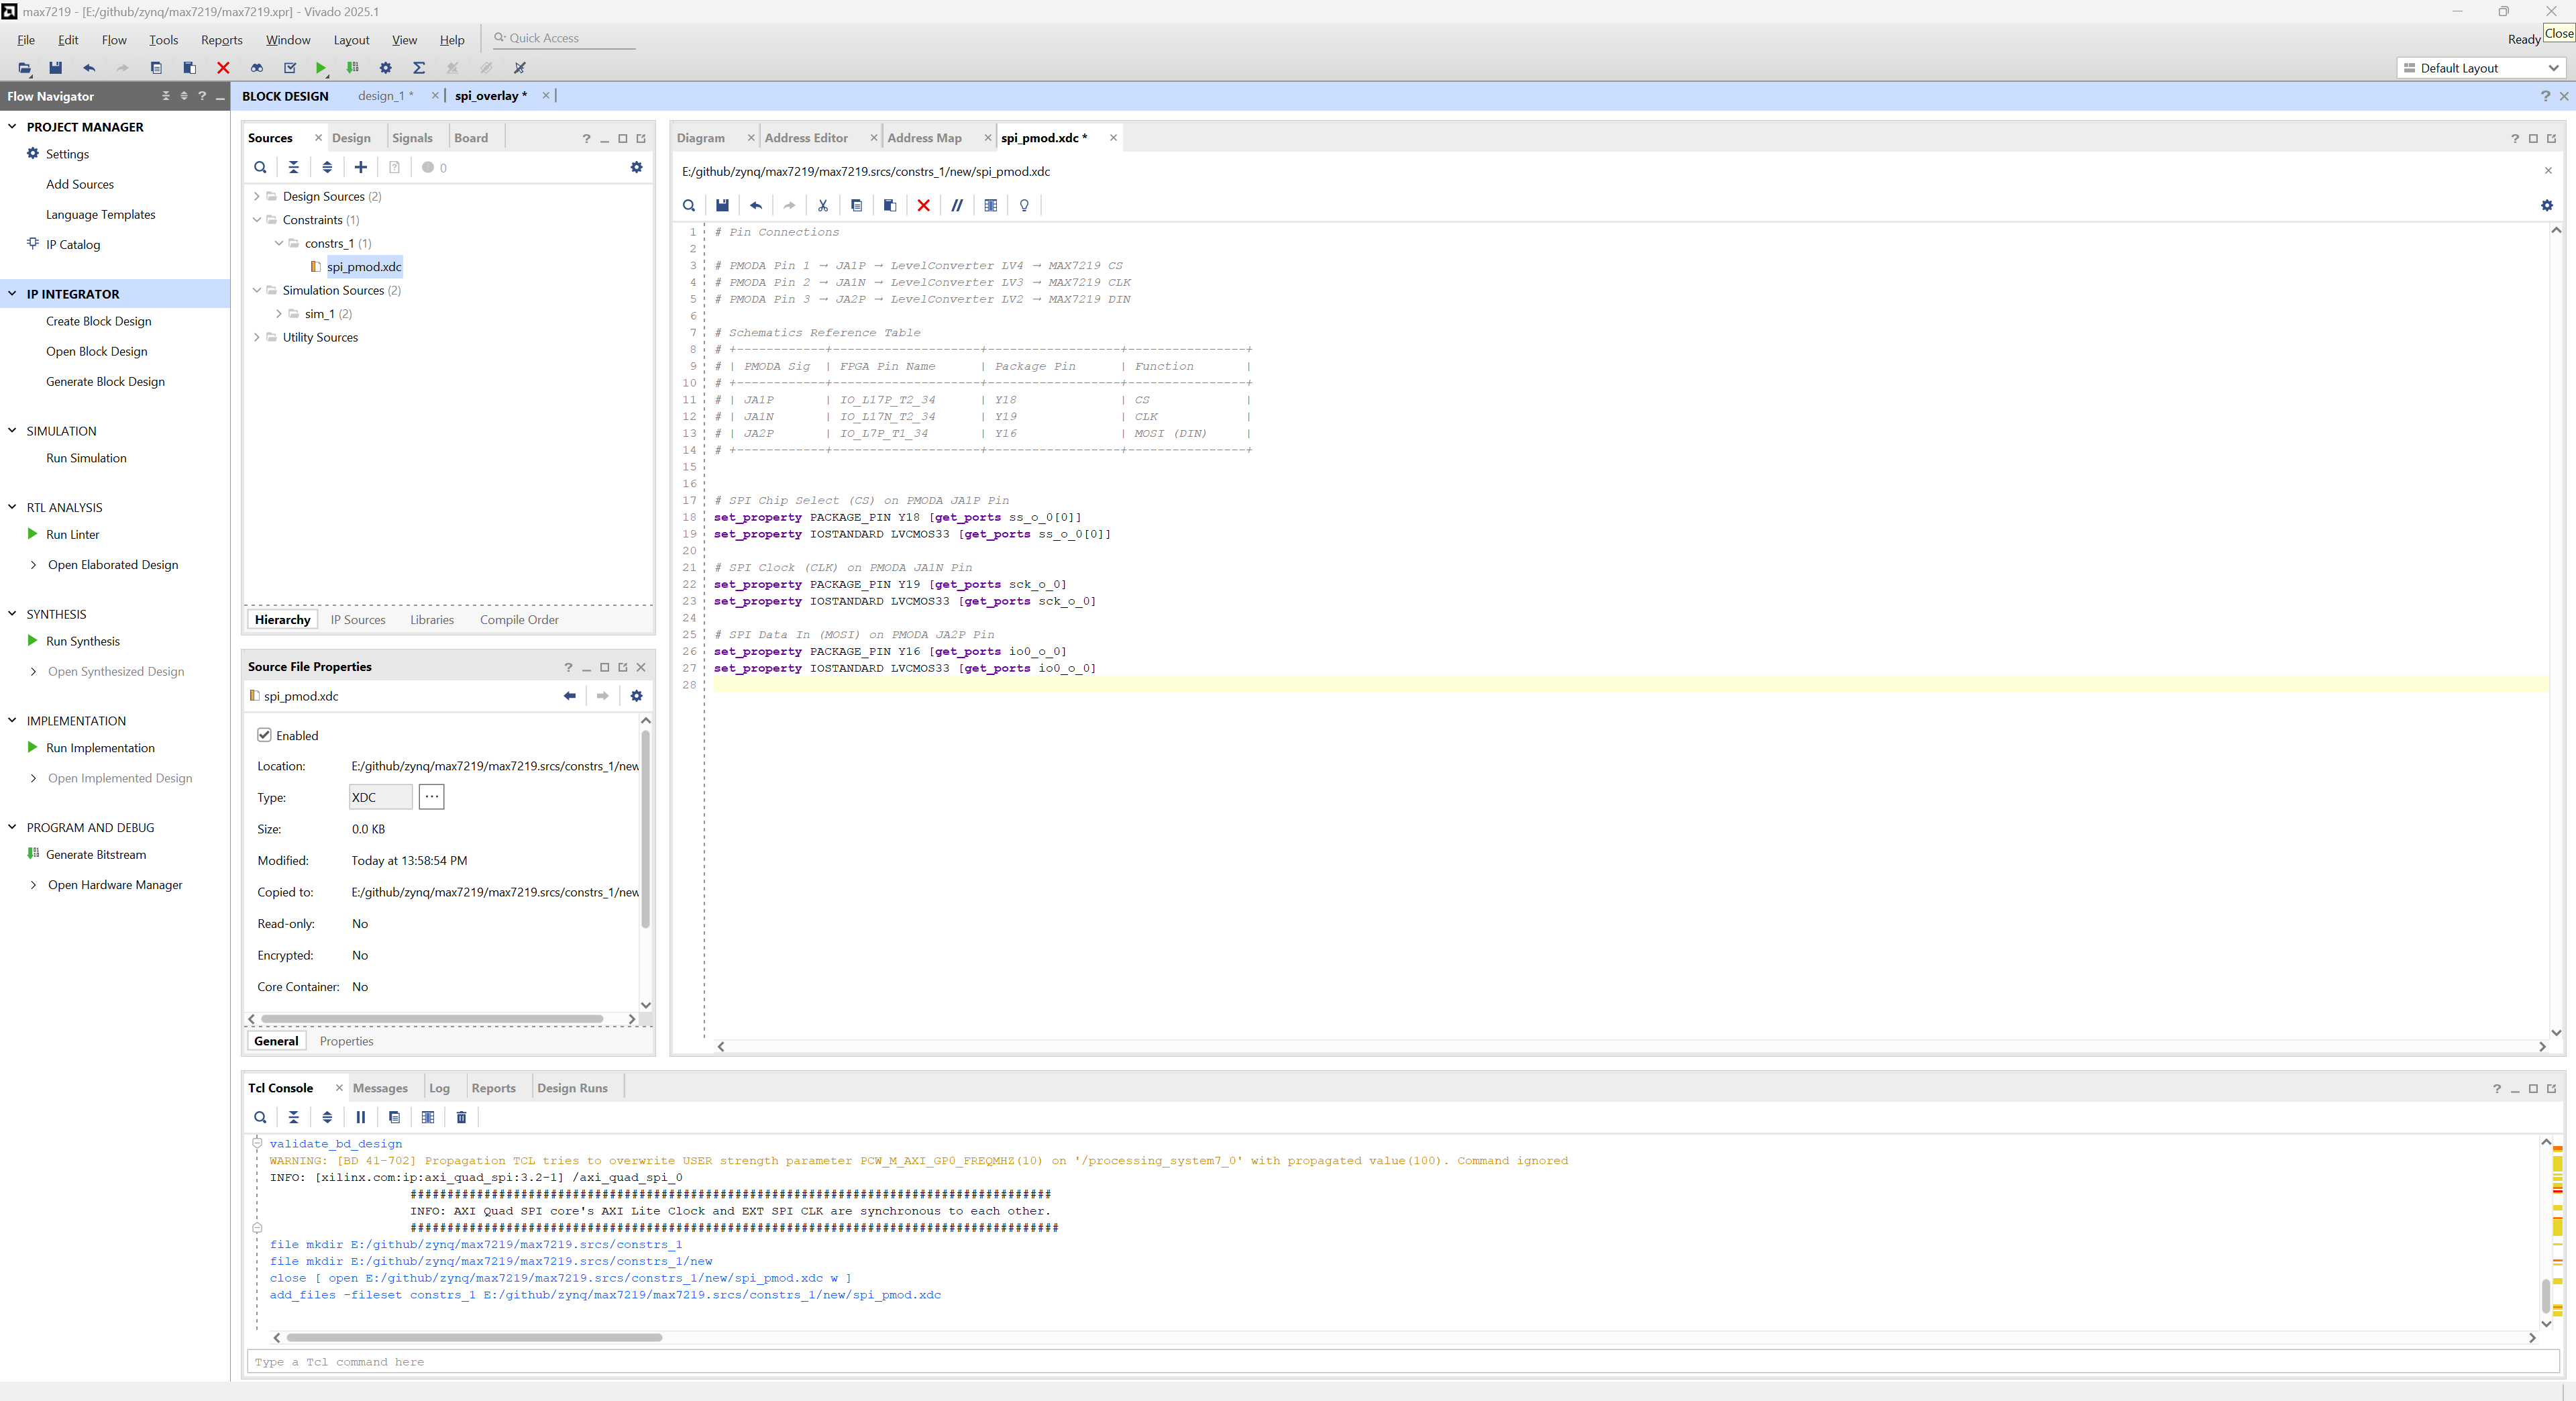 max7219 - [E:/github/zynq/max7219/max7219.xpr] - Vivado 2025.1
File Edit Flow Tools Reports Window Layout View Help Quick Access
Ready
Close
Default Layout
Flow Navigator
PROJECT MANAGER
Settings
Add Sources
Language Templates
IP Catalog
IP INTEGRATOR
Create Block Design
Open Block Design
Generate Block Design
SIMULATION
Run Simulation
RTL ANALYSIS
Run Linter
Open Elaborated Design
SYNTHESIS
Run Synthesis
Open Synthesized Design
IMPLEMENTATION
Run Implementation
Open Implemented Design
PROGRAM AND DEBUG
Generate Bitstream
Open Hardware Manager
BLOCK DESIGN design_1 * spi_overlay *
Sources Design Signals Board
0
Design Sources (2)
Constraints (1)
constrs_1 (1)
spi_pmod.xdc
Simulation Sources (2)
sim_1 (2)
Utility Sources
Hierarchy IP Sources Libraries Compile Order
Source File Properties
spi_pmod.xdc
Enabled
Location: E:/github/zynq/max7219/max7219.srcs/constrs_1/new
Type: XDC ...
Size: 0.0 KB
Modified: Today at 13:58:54 PM
Copied to: E:/github/zynq/max7219/max7219.srcs/constrs_1/new
Read-only: No
Encrypted: No
Core Container: No
General Properties
Diagram Address Editor Address Map spi_pmod.xdc *
E:/github/zynq/max7219/max7219.srcs/constrs_1/new/spi_pmod.xdc
1 # Pin Connections
2
3 # PMODA Pin 1 → JA1P → LevelConverter LV4 → MAX7219 CS
4 # PMODA Pin 2 → JA1N → LevelConverter LV3 → MAX7219 CLK
5 # PMODA Pin 3 → JA2P → LevelConverter LV2 → MAX7219 DIN
6
7 # Schematics Reference Table
8 # +------------+--------------------+------------------+----------------+
9 # | PMODA Sig | FPGA Pin Name | Package Pin | Function |
10 # +------------+--------------------+------------------+----------------+
11 # | JA1P | IO_L17P_T2_34 | Y18 | CS |
12 # | JA1N | IO_L17N_T2_34 | Y19 | CLK |
13 # | JA2P | IO_L7P_T1_34 | Y16 | MOSI (DIN) |
14 # +------------+--------------------+------------------+----------------+
15
16
17 # SPI Chip Select (CS) on PMODA JA1P Pin
18 set_property PACKAGE_PIN Y18 [get_ports ss_o_0[0]]
19 set_property IOSTANDARD LVCMOS33 [get_ports ss_o_0[0]]
20
21 # SPI Clock (CLK) on PMODA JA1N Pin
22 set_property PACKAGE_PIN Y19 [get_ports sck_o_0]
23 set_property IOSTANDARD LVCMOS33 [get_ports sck_o_0]
24
25 # SPI Data In (MOSI) on PMODA JA2P Pin
26 set_property PACKAGE_PIN Y16 [get_ports io0_o_0]
27 set_property IOSTANDARD LVCMOS33 [get_ports io0_o_0]
28
Tcl Console Messages Log Reports Design Runs
validate_bd_design
WARNING: [BD 41-702] Propagation TCL tries to overwrite USER strength parameter PCW_M_AXI_GP0_FREQMHZ(10) on '/processing_system7_0' with propagated value(100). Command ignored
INFO: [xilinx.com:ip:axi_quad_spi:3.2-1] /axi_quad_spi_0
#######################################################################################
INFO: AXI Quad SPI core's AXI Lite Clock and EXT SPI CLK are synchronous to each other.
########################################################################################
file mkdir E:/github/zynq/max7219/max7219.srcs/constrs_1
file mkdir E:/github/zynq/max7219/max7219.srcs/constrs_1/new
close [ open E:/github/zynq/max7219/max7219.srcs/constrs_1/new/spi_pmod.xdc w ]
add_files -fileset constrs_1 E:/github/zynq/max7219/max7219.srcs/constrs_1/new/spi_pmod.xdc
Type a Tcl command here